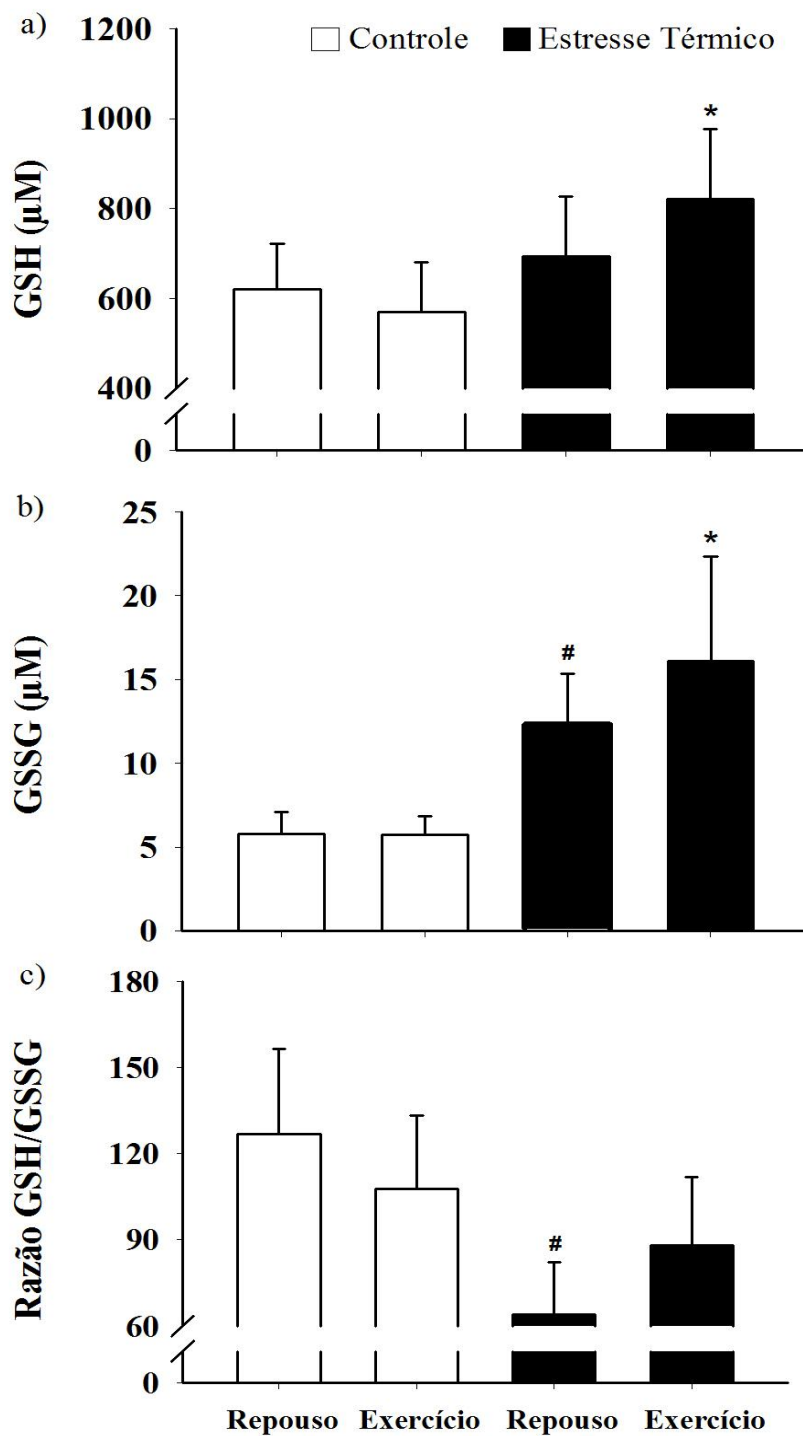 a)
1200
Controle Estresse Térmico
1000
*
800
600
400
0
GSH (µM)
b)
25
*
20
#
15
10
5
0
GSSG (µM)
c)
180
150
120
90
#
60
0
Razão GSH/GSSG
Repouso Exercício Repouso Exercício